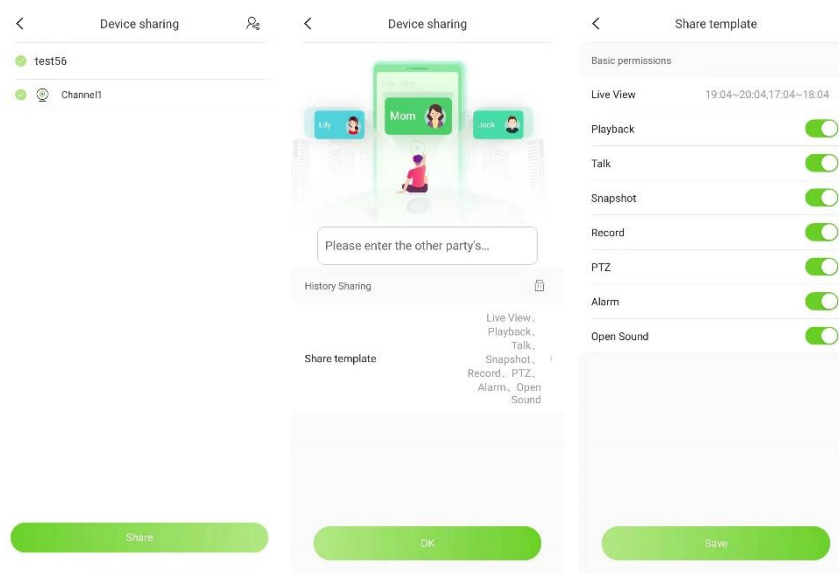 Device sharing
test56
Channel1
Share
Device sharing
Lily
Mom
Jack
Please enter the other party's...
History Sharing
Share template
Live View、
Playback、
Talk、
Snapshot、
Record、PTZ、
Alarm、Open
Sound
OK
Share template
Basic permissions
Live View 19:04~20:04,17:04~18:04
Playback
Talk
Snapshot
Record
PTZ
Alarm
Open Sound
Save